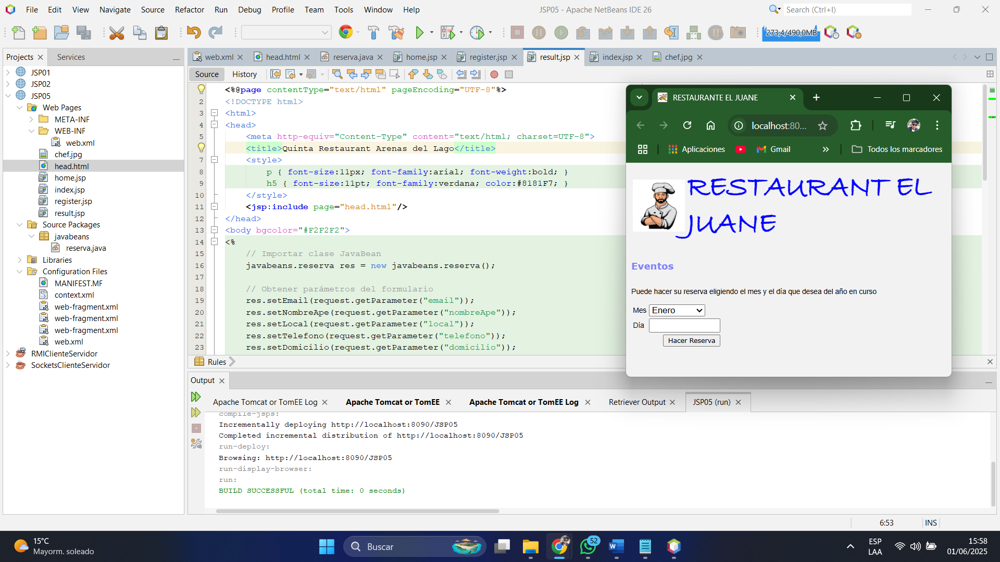 File Edit View Navigate Source Refactor Run Debug Profile Team Tools Window Help
JSP05 - Apache NetBeans IDE 26
Search (Ctrl+I)
273,4/490,0MB
Projects
Services
JSP01
JSP02
JSP05
Web Pages
META-INF
WEB-INF
web.xml
chef.jpg
head.html
home.jsp
index.jsp
register.jsp
result.jsp
Source Packages
javabeans
reserva.java
Libraries
Configuration Files
MANIFEST.MF
context.xml
web-fragment.xml
web-fragment.xml
web-fragment.xml
web.xml
RMIClienteServidor
SocketsClienteServidor
web.xml head.html reserva.java home.jsp register.jsp result.jsp index.jsp chef.jpg
Source History
<%@page contentType="text/html" pageEncoding="UTF-8"%>
2 <!DOCTYPE html>
3 <html>
4 <head>
5 <meta http-equiv="Content-Type" content="text/html; charset=UTF-8">
<title>Quinta Restaurant Arenas del Lago</title>
7 <style>
8 p { font-size:11px; font-family:arial; font-weight:bold; }
9 h5 { font-size:11pt; font-family:verdana; color:#8181F7; }
10 </style>
11 <jsp:include page="head.html"/>
12 </head>
13 <body bgcolor="#F2F2F2">
14 <%
15 // Importar clase JavaBean
16 javabeans.reserva res = new javabeans.reserva();
17
18 // Obtener parámetros del formulario
19 res.setEmail(request.getParameter("email"));
20 res.setNombreApe(request.getParameter("nombreApe"));
21 res.setLocal(request.getParameter("local"));
22 res.setTelefono(request.getParameter("telefono"));
23 res.setDomicilio(request.getParameter("domicilio"));
Rules
RESTAURANTE EL JUANE
localhost:80...
Aplicaciones
Gmail
»
Todos los marcadores
RESTAURANT EL
JUANE
Eventos
Puede hacer su reserva eligiendo el mes y el día que desea del año en curso
Mes Enero
Día
Hacer Reserva
Output
Apache Tomcat or TomEE Log Apache Tomcat or TomEE Apache Tomcat or TomEE Log Retriever Output JSP05 (run)
compile-jsps:
Incrementally deploying http://localhost:8090/JSP05
Completed incremental distribution of http://localhost:8090/JSP05
run-deploy:
Browsing: http://localhost:8090/JSP05
run-display-browser:
run:
BUILD SUCCESSFUL (total time: 0 seconds)
6:53 INS
15°C
Mayorm. soleado
Buscar
52
ESP
LAA
15:58
01/06/2025